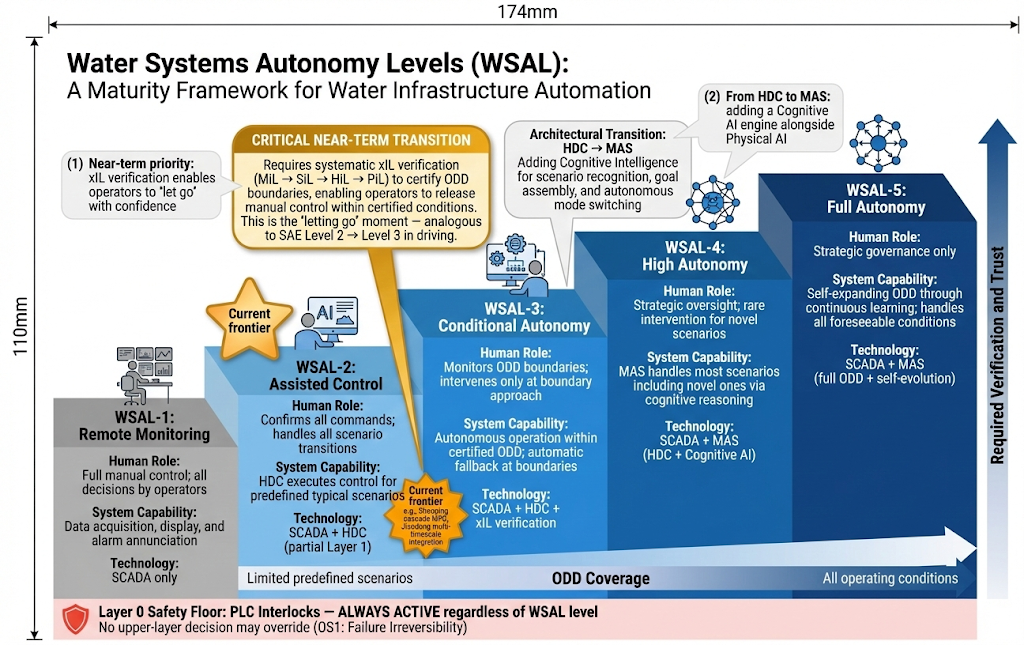 174mm
110mm
Water Systems Autonomy Levels (WSAL):
A Maturity Framework for Water Infrastructure Automation
(1) Near-term priority:
xIL verification enables
operators to "let go"
with confidence
CRITICAL NEAR-TERM TRANSITION
Requires systematic xIL verification
(MiL → SiL → HiL → PiL) to certify ODD
boundaries, enabling operators to release
manual control within certified conditions.
This is the "letting go" moment — analogous
to SAE Level 2 → Level 3 in driving.
Architectural Transition:
HDC → MAS
Adding Cognitive Intelligence
for scenario recognition, goal
assembly, and autonomous
mode switching
(2) From HDC to MAS:
adding a Cognitive
AI engine alongside
Physical AI
Current
frontier
AI
WSAL-1:
Remote Monitoring
Human Role:
Full manual control; all
decisions by operators
System Capability:
Data acquisition, display, and
alarm annunciation
Technology:
SCADA only
WSAL-2:
Assisted Control
Human Role:
Confirms all commands;
handles all scenario
transitions
System Capability:
HDC executes control for
predefined typical scenarios
Technology:
SCADA + HDC
(partial Layer 1)
Current
frontier
e.g., Sheoping
cascade MPD,
Jisodong multi-
timescale
integretion
WSAL-3:
Conditional Autonomy
Human Role:
Monitors ODD boundaries;
intervenes only at boundary
approach
System Capability:
Autonomous operation within
certified ODD; automatic
fallback at boundaries
Technology:
SCADA + HDC +
xIL verification
WSAL-4:
High Autonomy
Human Role:
Strategic oversight; rare
intervention for novel
scenarios
System Capability:
MAS handles most scenarios
including novel ones via
cognitive reasoning
Technology:
SCADA + MAS
(HDC + Cognitive AI)
WSAL-5:
Full Autonomy
Human Role:
Strategic governance only
System Capability:
Self-expanding ODD through
continuous learning; handles
all foreseeable conditions
Technology:
SCADA + MAS
(full ODD + self-evolution)
Required Verification and Trust
Limited predefined scenarios
ODD Coverage
All operating conditions
Layer 0 Safety Floor: PLC Interlocks — ALWAYS ACTIVE regardless of WSAL level
No upper-layer decision may override (OS1: Failure Irreversibility)